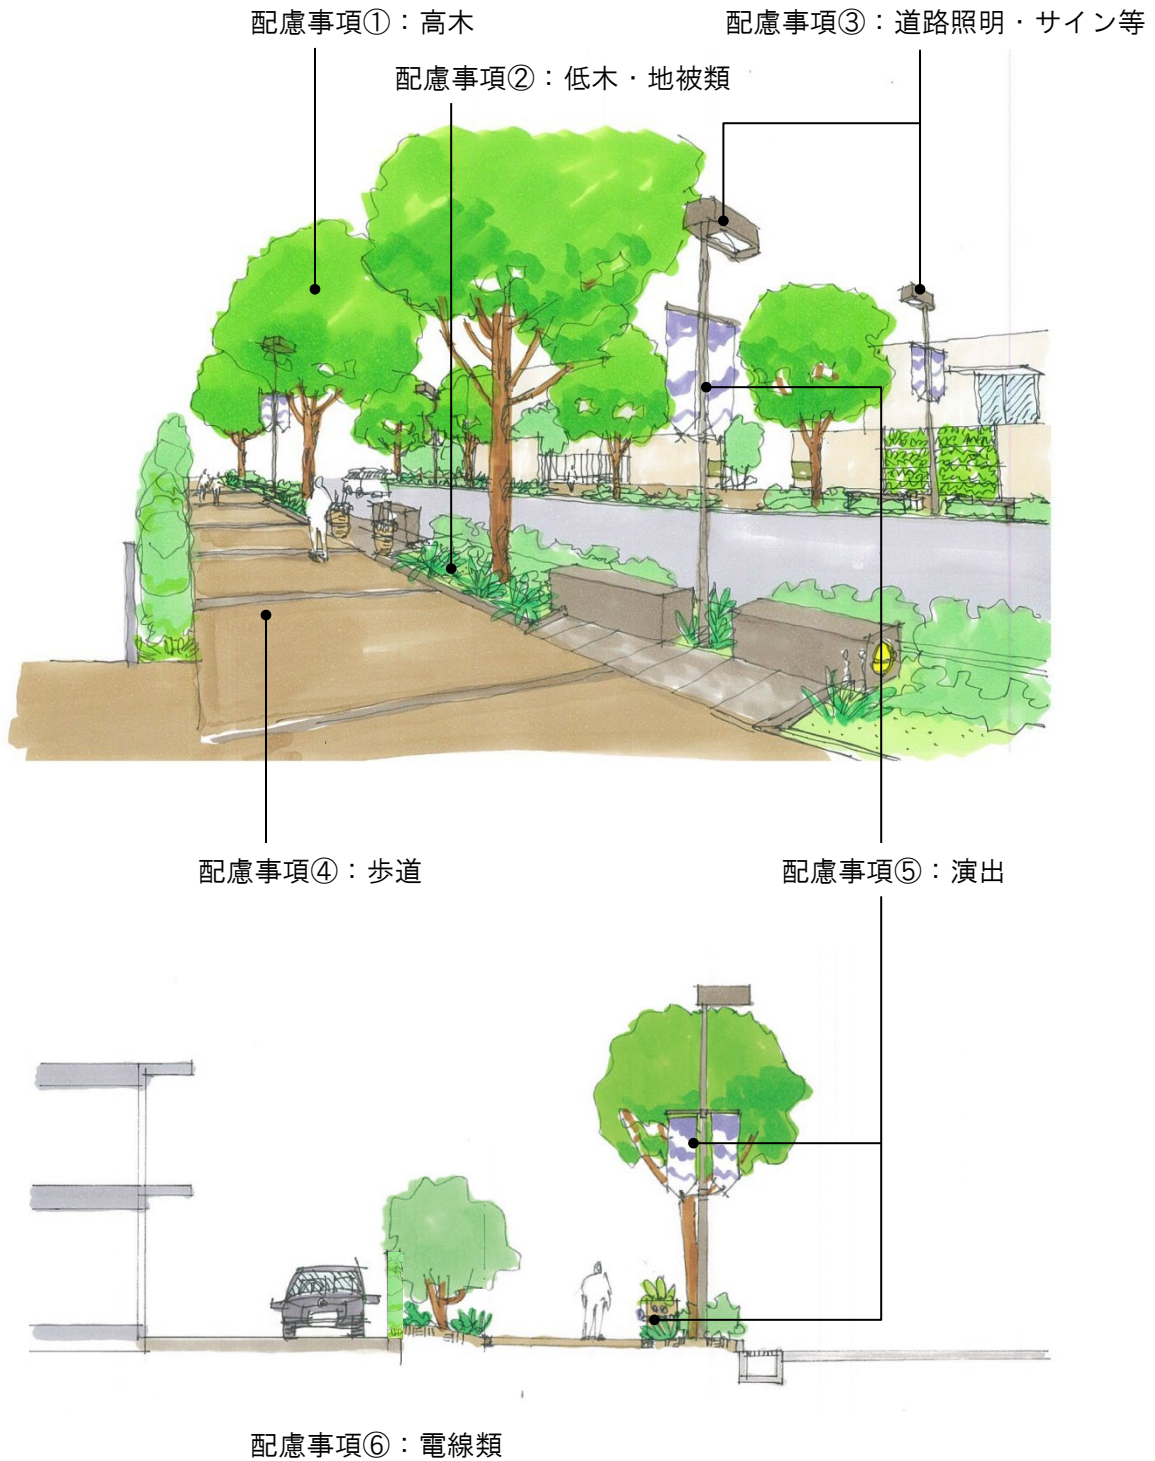 配慮事項①：高木
配慮事項③：道路照明・サイン等
配慮事項②：低木・地被類
配慮事項④：歩道
配慮事項⑤：演出
配慮事項⑥：電線類